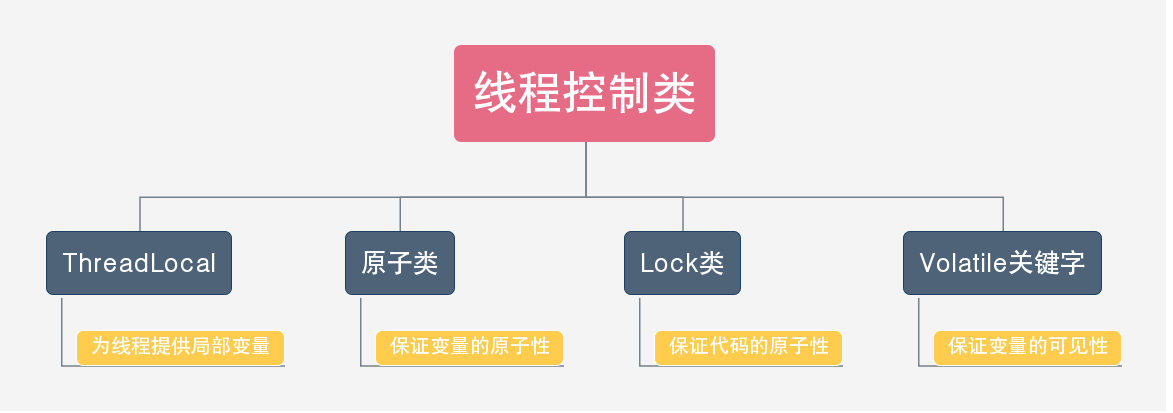 线程控制类
ThreadLocal
原子类
Lock类
Volatile关键字
为线程提供局部变量
保证变量的原子性
保证代码的原子性
保证变量的可见性